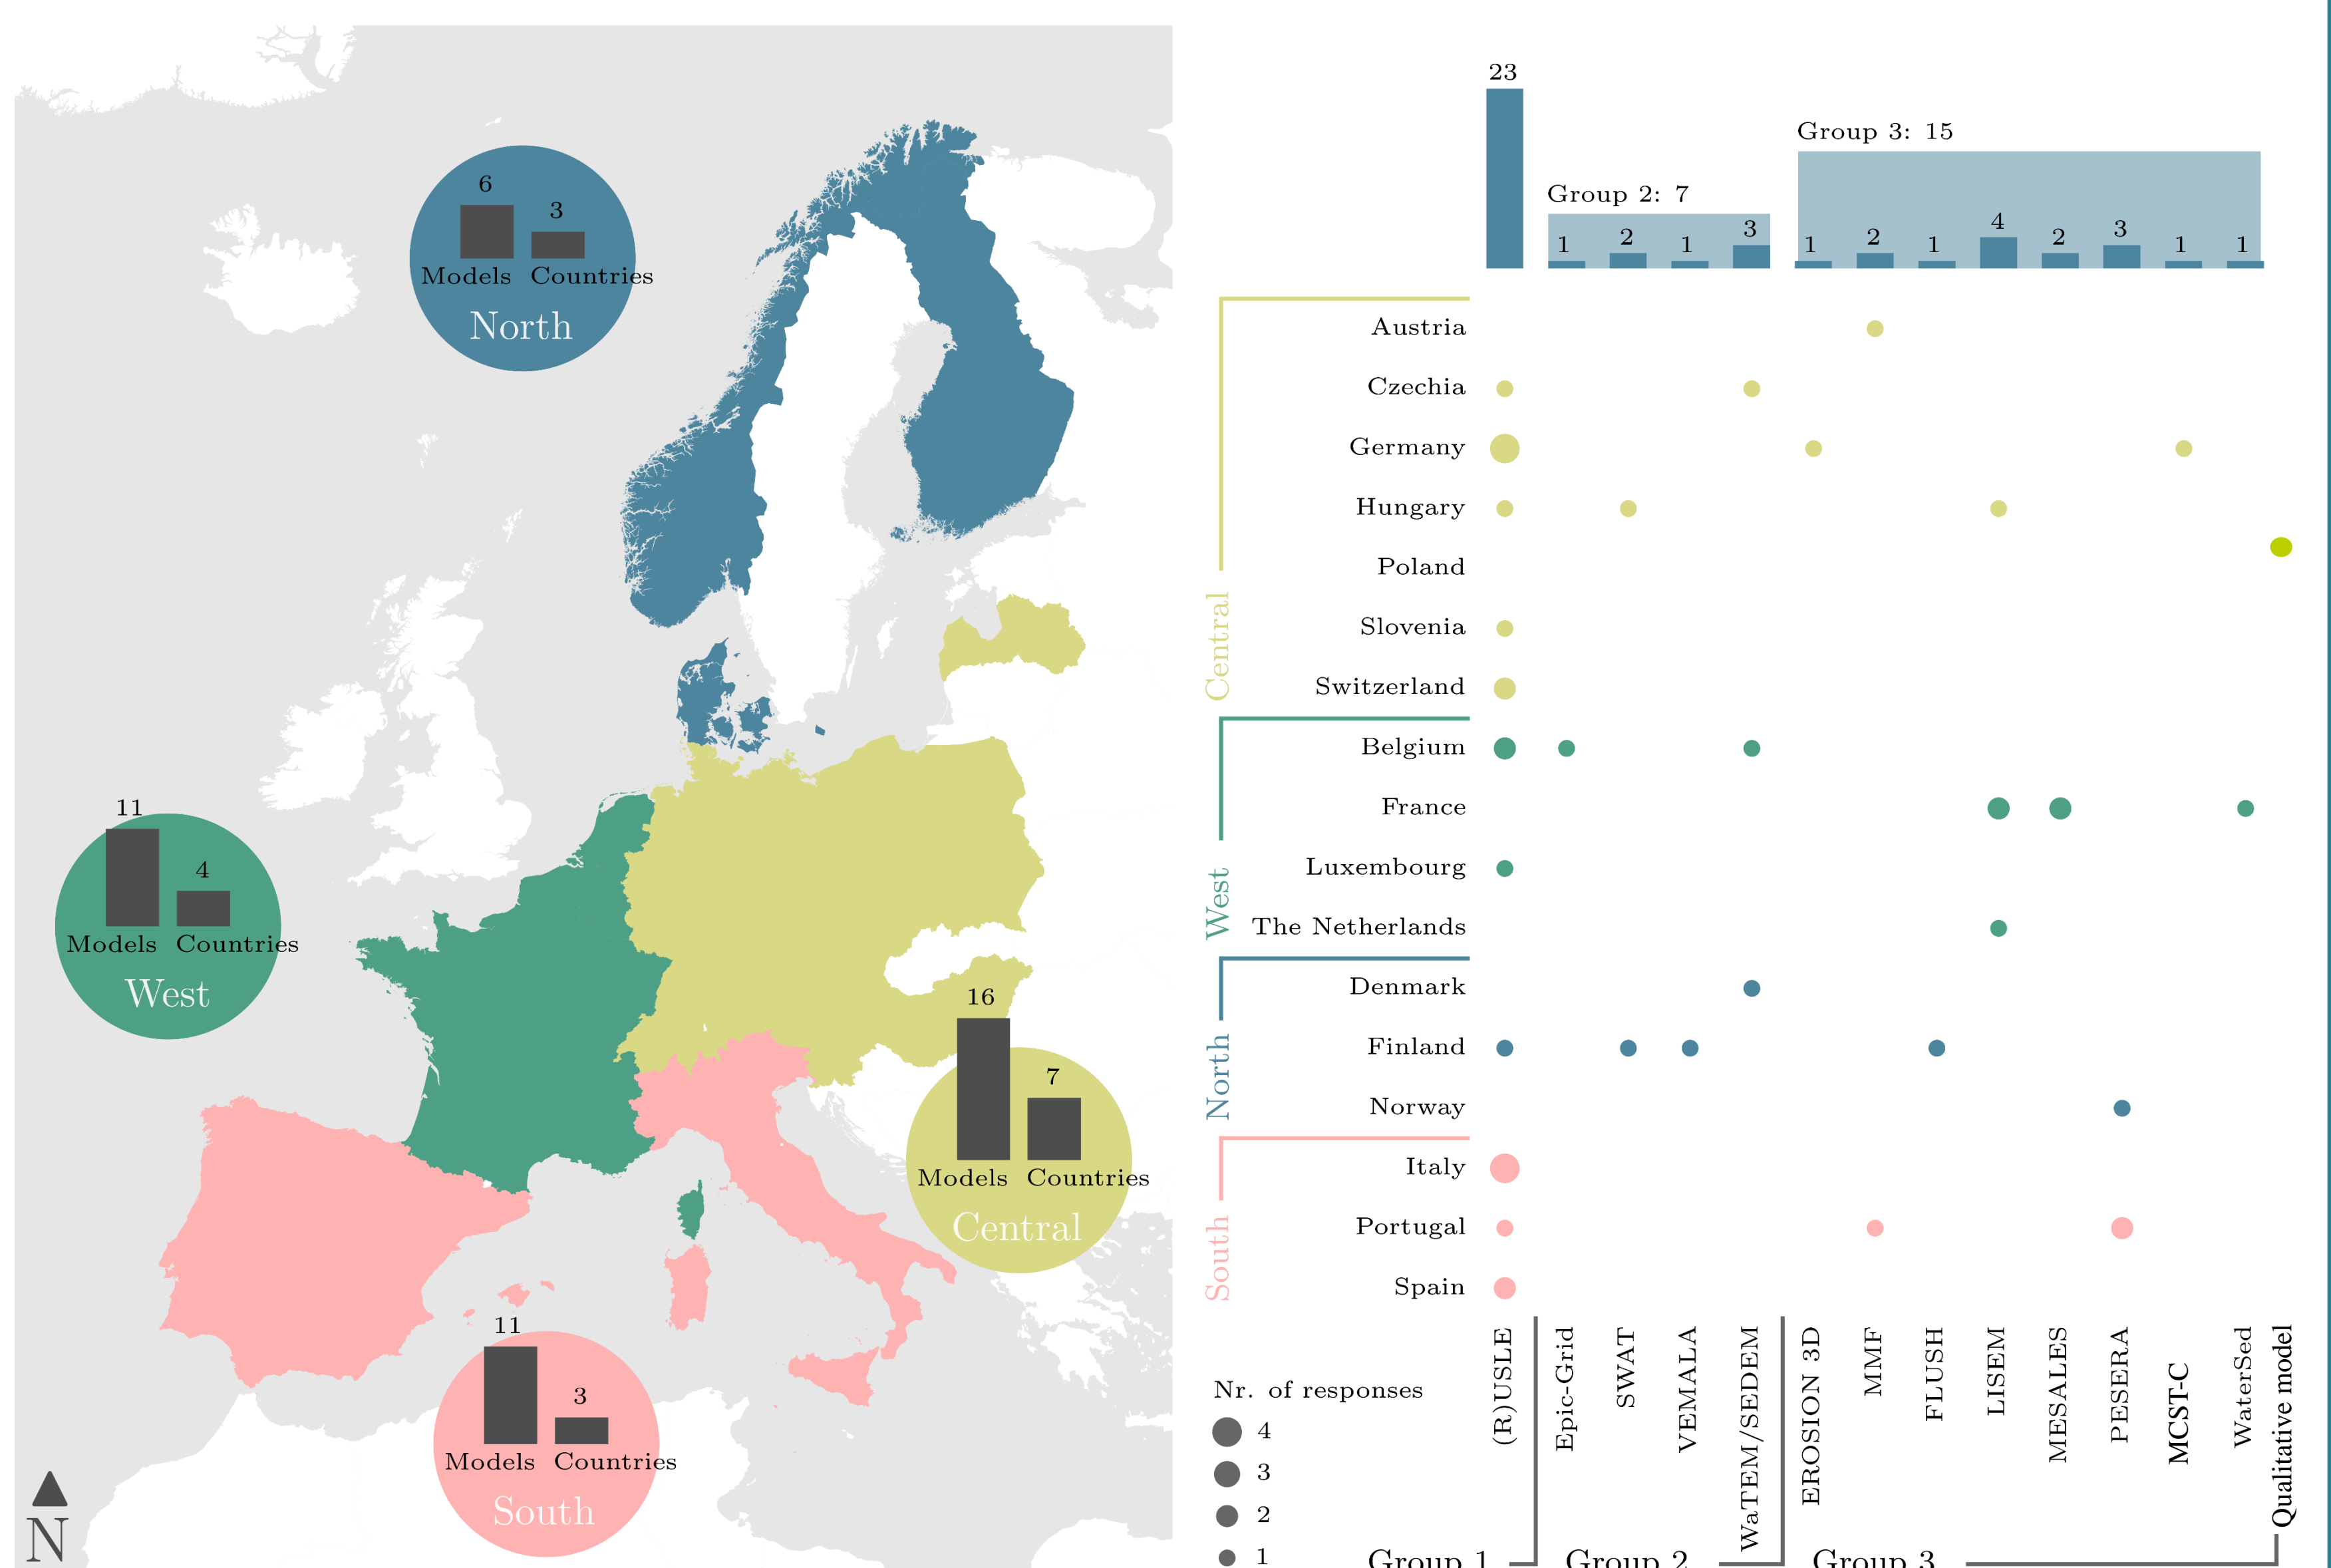 6
3
Models Countries
North
11
4
Models Countries
West
16
7
Models Countries
Central
11
3
Models Countries
South
N
23
Group 2: 7
1 2 1 3
Group 3: 15
1 2 1 4 2 3 1 1
Central
Austria
Czechia
Germany
Hungary
Poland
Slovenia
Switzerland
West
Belgium
France
Luxembourg
The Netherlands
North
Denmark
Finland
Norway
South
Italy
Portugal
Spain
(R)USLE
Epic-Grid
SWAT
VEMALA
WaTEM/SEDEM
EROSION 3D
MMF
FLUSH
LISEM
MESALES
PESERA
MCST-C
WaterSed
Qualitative model
Nr. of responses
4
3
2
1
Group 1 Group 2 Group 3